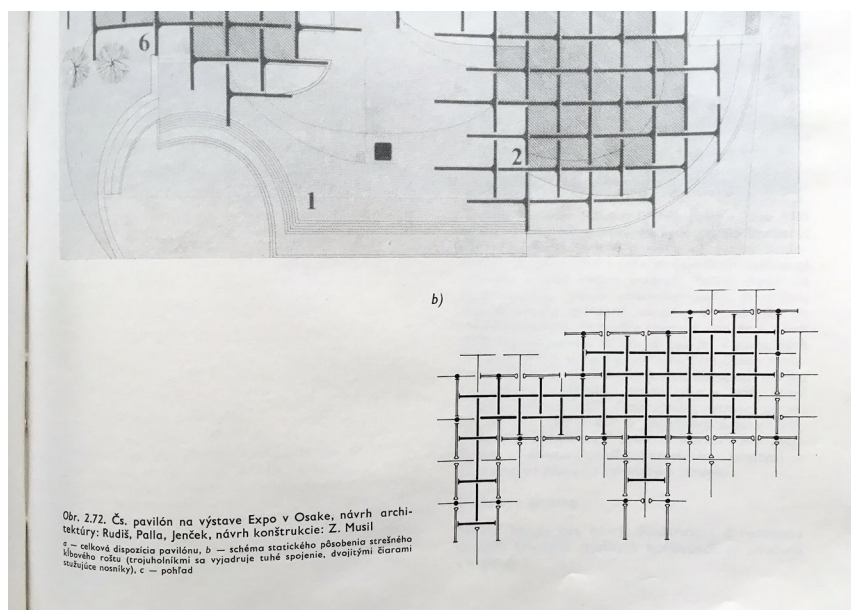 6
2
1
b)
Obr. 2.72. Čs. pavilón na výstave Expo v Osake, návrh archi-
tektúry: Rudiš, Palla, Jenček, návrh konštrukcie: Z. Musil
a — celková dispozícia pavilónu, b — schéma statického pôsobenia strešného
kĺbového roštu (trojuholníkmi sa vyjadruje tuhé spojenie, dvojitými čiarami
stužujúce nosníky), c — pohľad